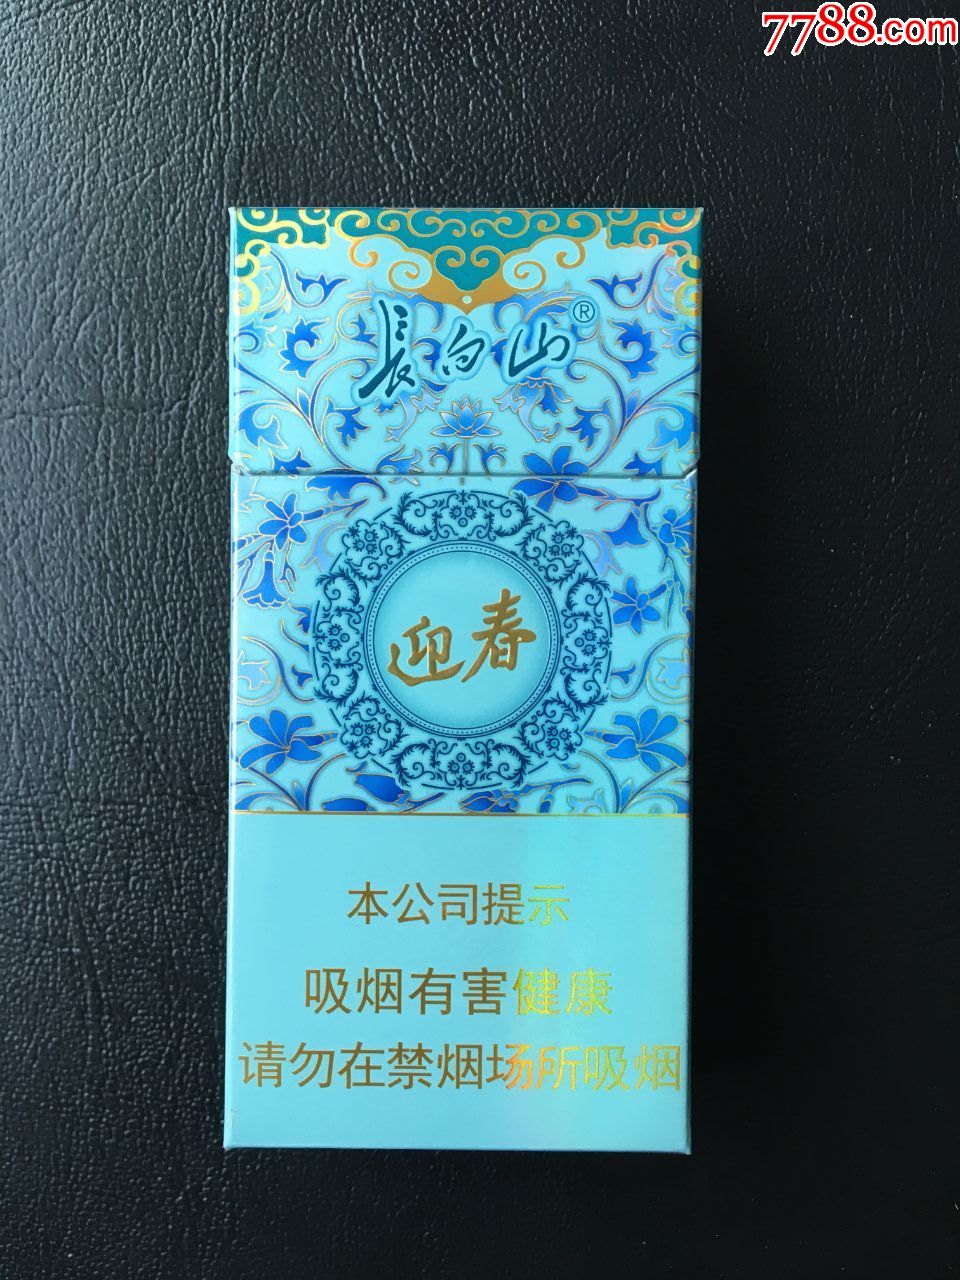 7788.com
長白山®
迎春
本公司提示
吸烟有害健康
请勿在禁烟场所吸烟